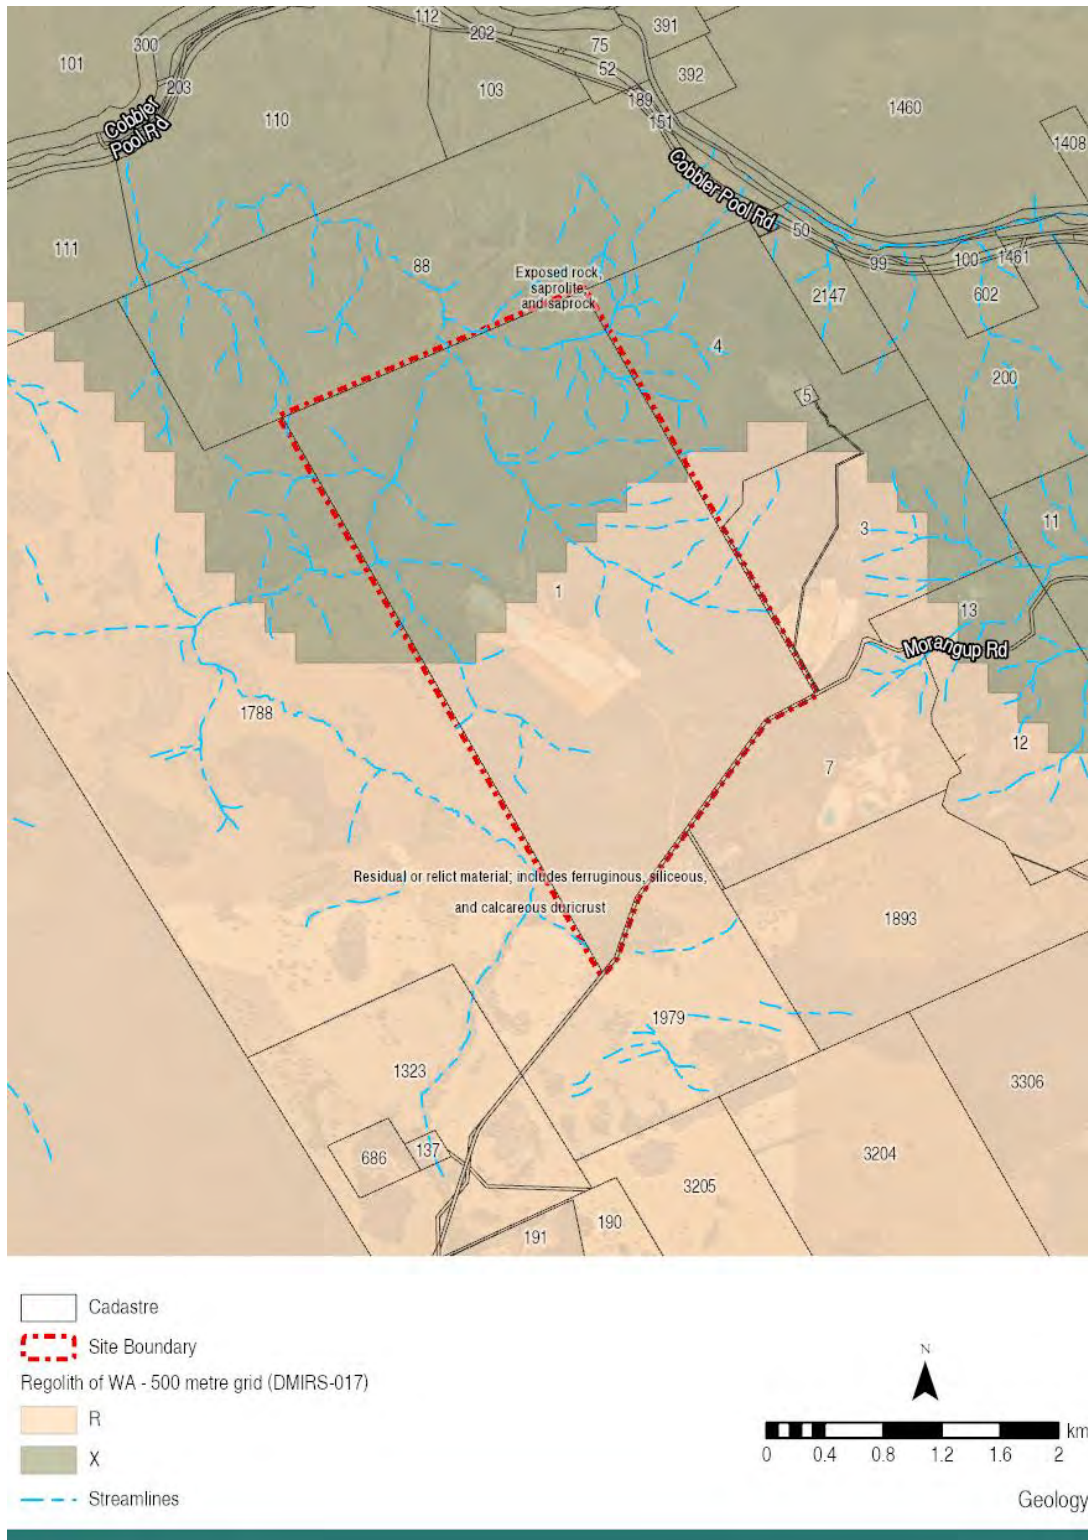 112
202
391
300
75
101
52
392
203
103
189
1460
110
151
1408
Cobbler
Pool Rd
Cobbler Pool Rd
111
50
88
99
100
1461
Exposed rock,
saprolite,
and saprock
2147
602
4
200
5
3
11
1
13
Morangup Rd
1788
12
7
Residual or relict material; includes ferruginous, siliceous,
and calcareous duricrust
1893
1979
1323
3306
686
137
3204
3205
190
191
Cadastre
Site Boundary
Regolith of WA - 500 metre grid (DMIRS-017)
R
X
Streamlines
N
km
0 0.4 0.8 1.2 1.6 2
Geology